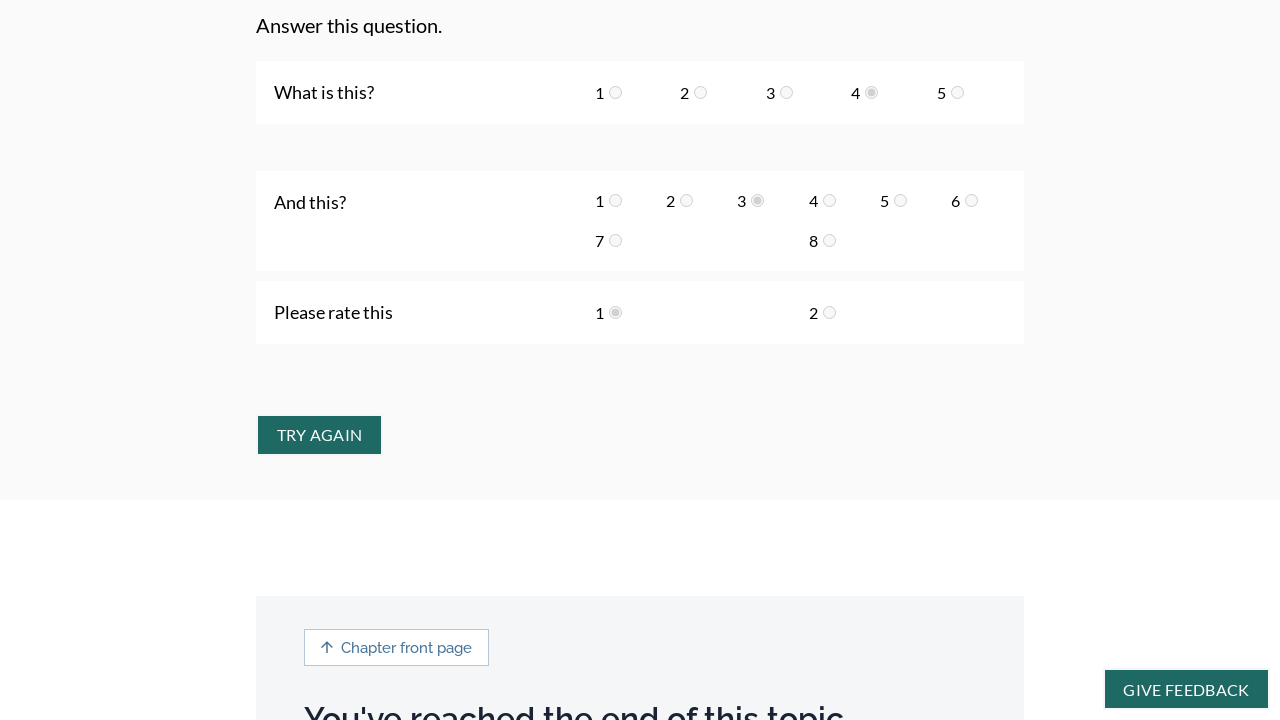 Answer this question.
What is this? 1 2 3 4 5
And this? 1 2 3 4 5 6
7 8
Please rate this 1 2
TRY AGAIN
Chapter front page
GIVE FEEDBACK
You've reached the end of this topic